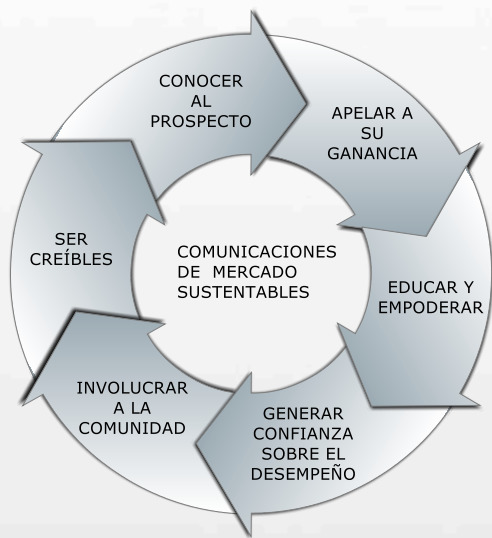 CONOCER
AL
PROSPECTO
APELAR A
SU
GANANCIA
EDUCAR Y
EMPODERAR
GENERAR
CONFIANZA
SOBRE EL
DESEMPEÑO
INVOLUCRAR
A LA
COMUNIDAD
SER
CREÍBLES
COMUNICACIONES
DE MERCADO
SUSTENTABLES